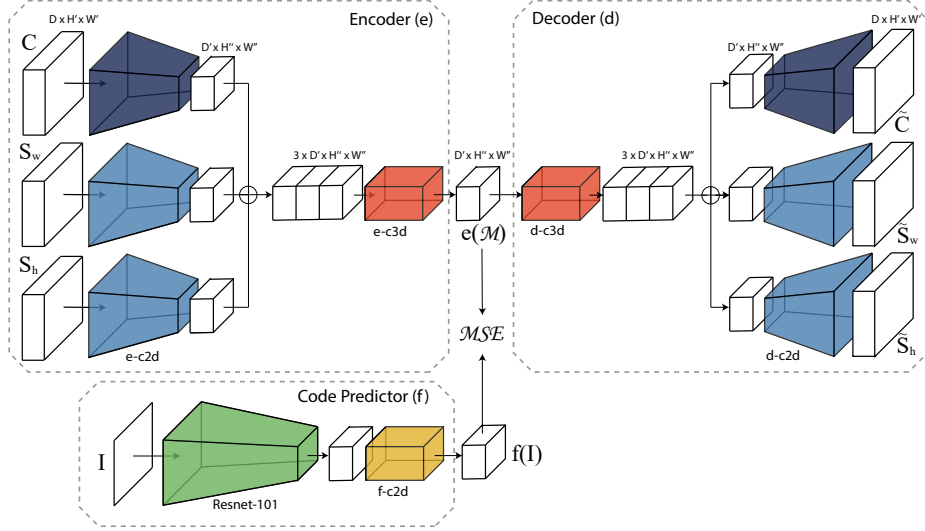 Encoder (e)
Decoder (d)
D x H' x W'
C
D' x H'' x W''
S_w
S_h
3 x D' x H'' x W''
e-c3d
e-c2d
D' x H'' x W''
e(ℳ)
d-c3d
3 x D' x H'' x W''
D' x H'' x W''
D x H' x W'
C̃
S̃_w
S̃_h
d-c2d
ℳ𝒮ℰ
Code Predictor (f)
I
Resnet-101
f-c2d
f(I)